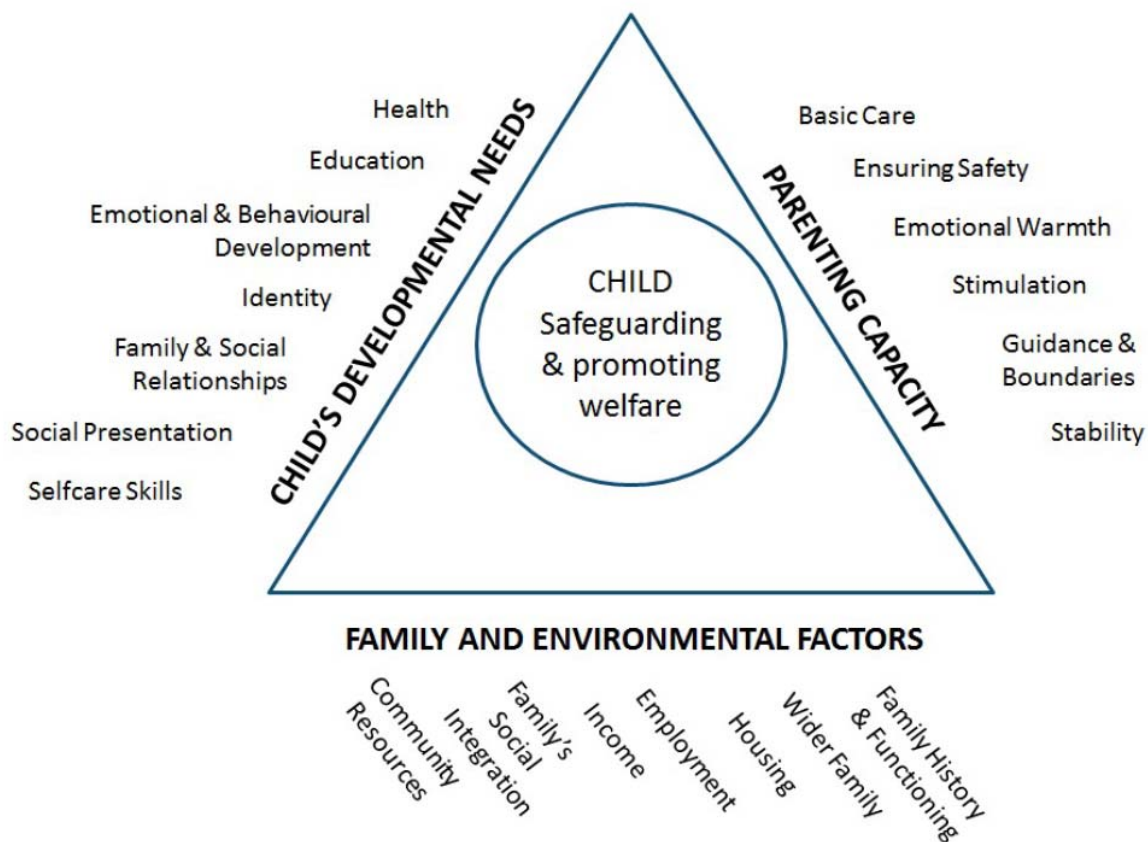 Health
Education
Emotional & Behavioural
Development
Identity
Family & Social
Relationships
Social Presentation
Selfcare Skills
CHILD'S DEVELOPMENTAL NEEDS
CHILD
Safeguarding
& promoting
welfare
PARENTING CAPACITY
Basic Care
Ensuring Safety
Emotional Warmth
Stimulation
Guidance &
Boundaries
Stability
FAMILY AND ENVIRONMENTAL FACTORS
Community
Resources
Family's
Social
Integration
Income
Employment
Housing
Wider Family
Family History
& Functioning